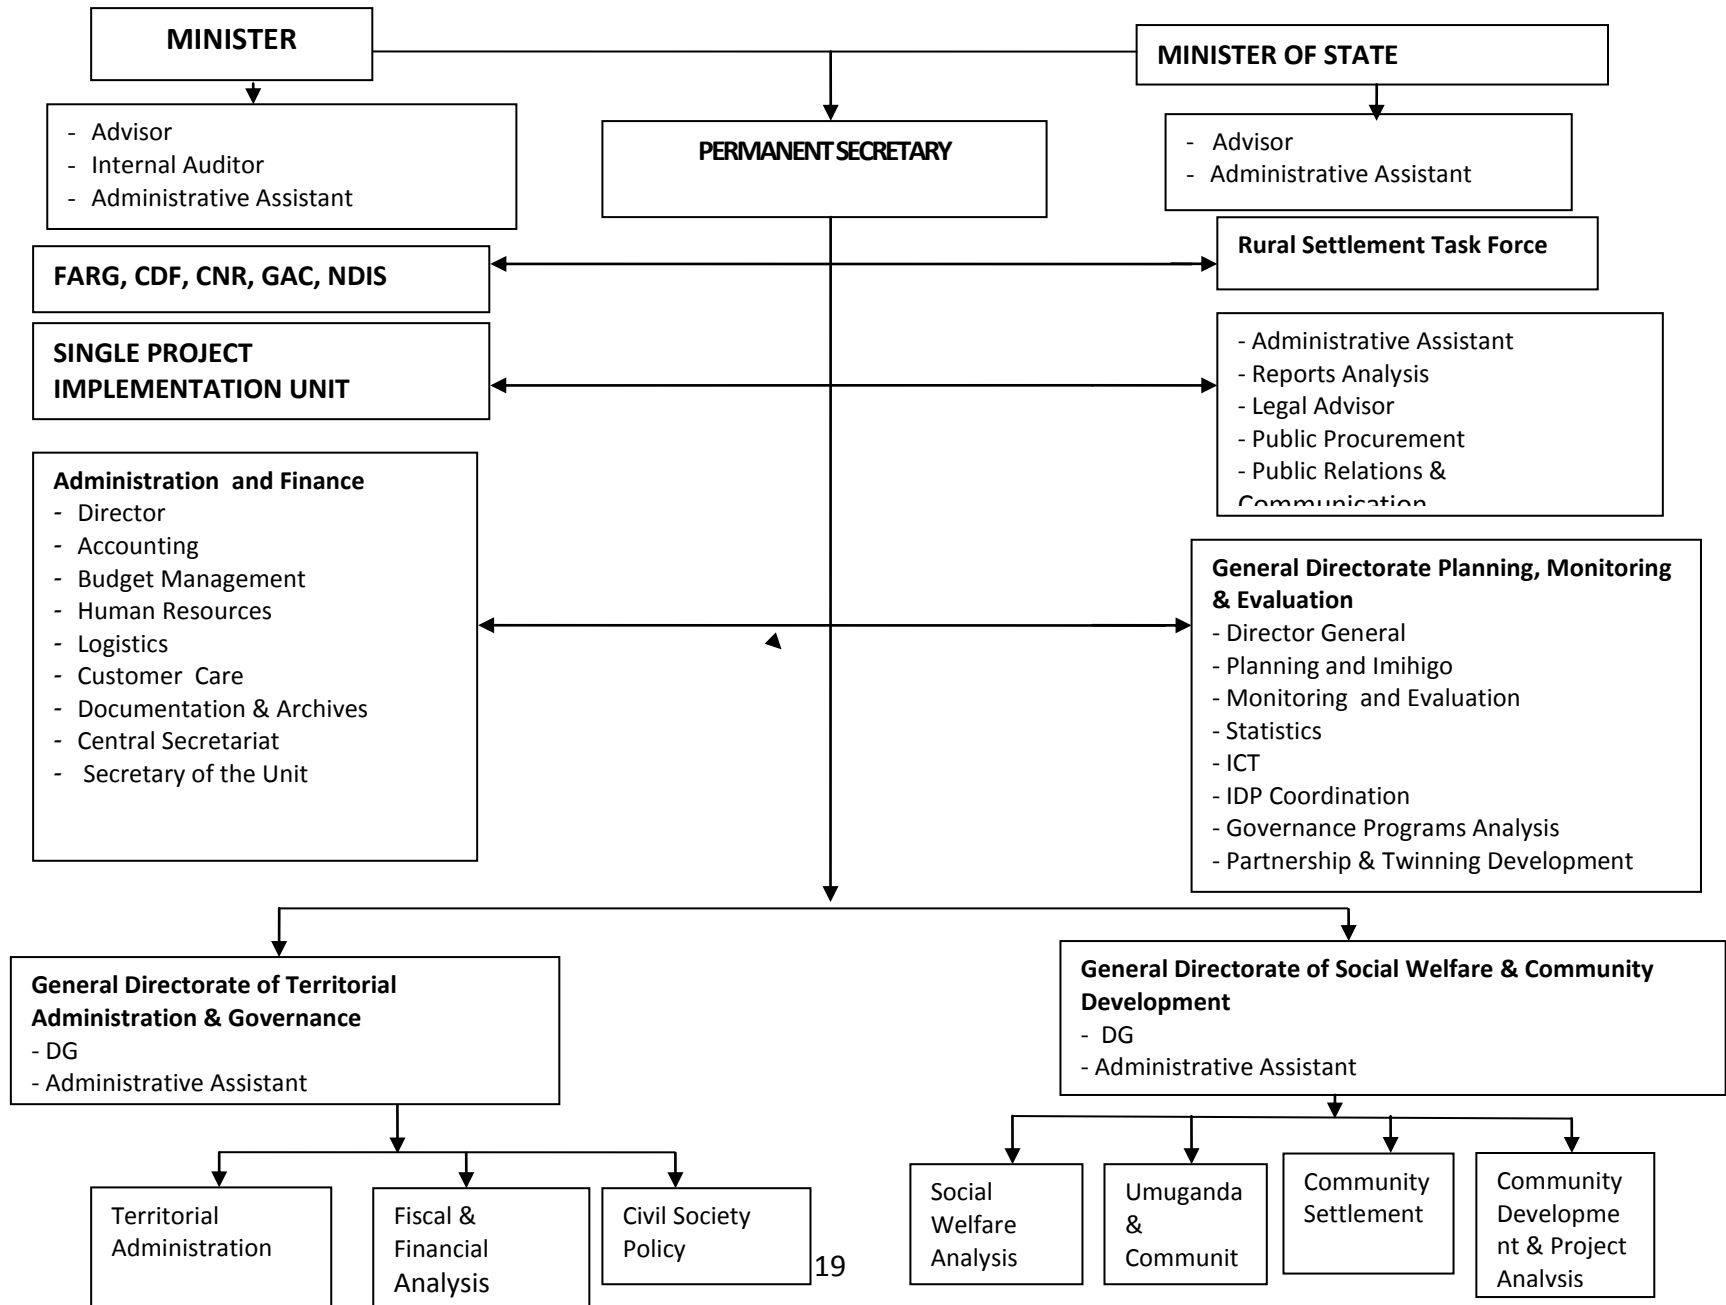 MINISTER
MINISTER OF STATE
- Advisor
- Internal Auditor
- Administrative Assistant
PERMANENT SECRETARY
- Advisor
- Administrative Assistant
FARG, CDF, CNR, GAC, NDIS
Rural Settlement Task Force
SINGLE PROJECT
IMPLEMENTATION UNIT
- Administrative Assistant
- Reports Analysis
- Legal Advisor
- Public Procurement
- Public Relations &
Communication
Administration and Finance
- Director
- Accounting
- Budget Management
- Human Resources
- Logistics
- Customer Care
- Documentation & Archives
- Central Secretariat
- Secretary of the Unit
General Directorate Planning, Monitoring
& Evaluation
- Director General
- Planning and Imihigo
- Monitoring and Evaluation
- Statistics
- ICT
- IDP Coordination
- Governance Programs Analysis
- Partnership & Twinning Development
General Directorate of Territorial
Administration & Governance
- DG
- Administrative Assistant
General Directorate of Social Welfare & Community
Development
- DG
- Administrative Assistant
Territorial
Administration
Fiscal &
Financial
Analysis
Civil Society
Policy
Social
Welfare
Analysis
Umuganda
&
Communit
Community
Settlement
Community
Developme
nt & Project
Analysis
19